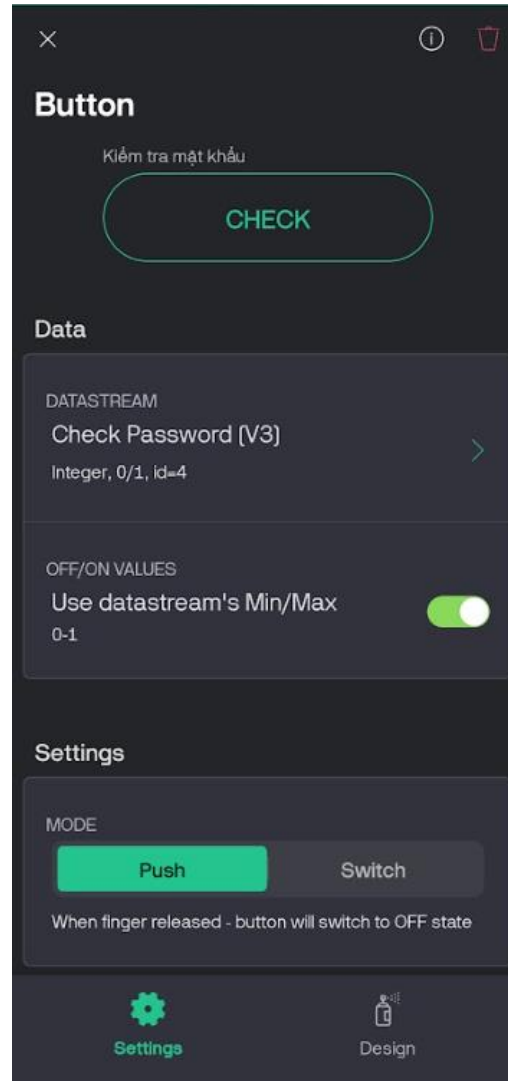 Button
Kiểm tra mật khẩu
CHECK
Data
DATASTREAM
Check Password (V3)
Integer, 0/1, id=4
OFF/ON VALUES
Use datastream's Min/Max
0-1
Settings
MODE
Push
Switch
When finger released - button will switch to OFF state
Settings
Design